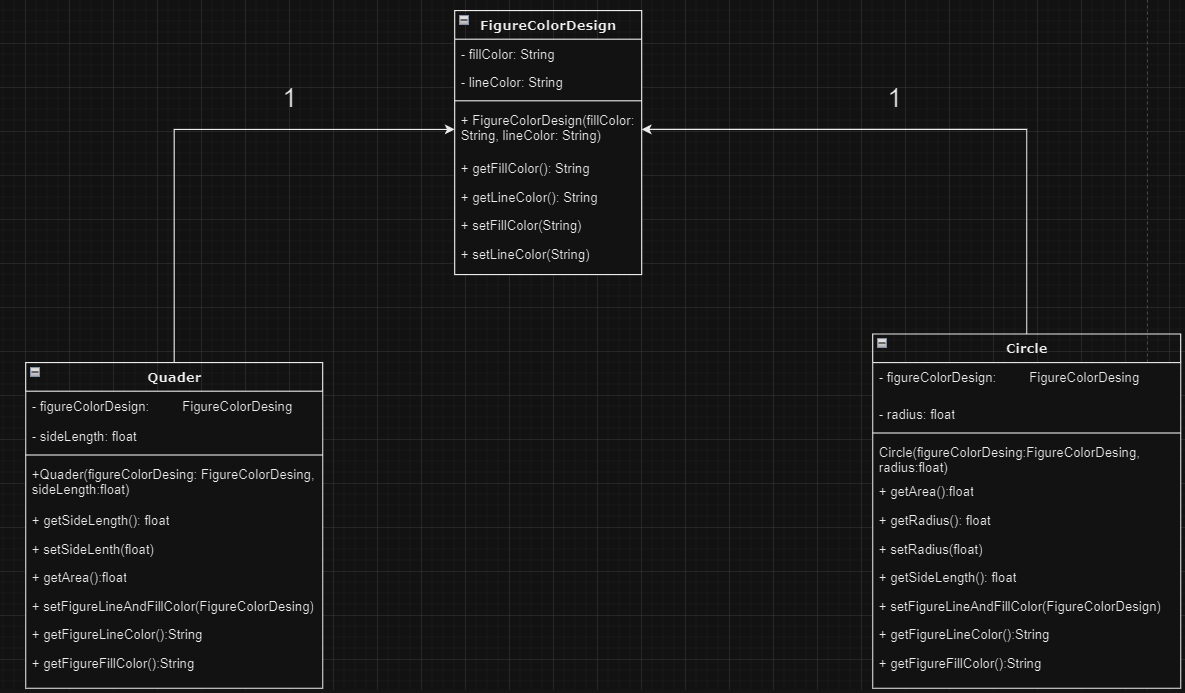 FigureColorDesign
- fillColor: String
- lineColor: String
+ FigureColorDesign(fillColor:
String, lineColor: String)
+ getFillColor(): String
+ getLineColor(): String
+ setFillColor(String)
+ setLineColor(String)
1
1
Quader
- figureColorDesign: FigureColorDesing
- sideLength: float
+Quader(figureColorDesing: FigureColorDesing,
sideLength:float)
+ getSideLength(): float
+ setSideLenth(float)
+ getArea():float
+ setFigureLineAndFillColor(FigureColorDesing)
+ getFigureLineColor():String
+ getFigureFillColor():String
Circle
- figureColorDesign: FigureColorDesing
- radius: float
Circle(figureColorDesing:FigureColorDesing,
radius:float)
+ getArea():float
+ getRadius(): float
+ setRadius(float)
+ getSideLength(): float
+ setFigureLineAndFillColor(FigureColorDesign)
+ getFigureLineColor():String
+ getFigureFillColor():String